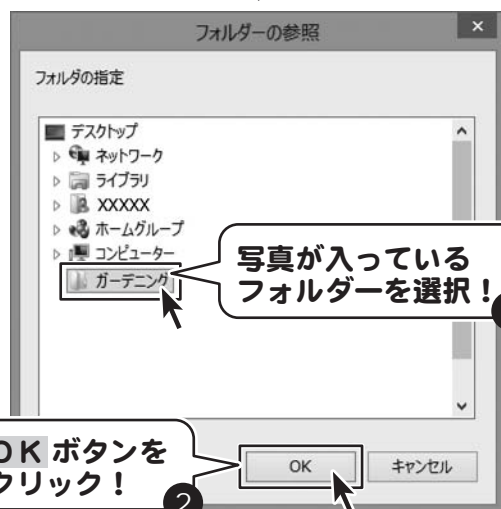 フォルダーの参照
×
フォルダの指定
デスクトップ
ネットワーク
ライブラリ
XXXXX
ホームグループ
コンピューター
ガーデニング
写真が入っている
フォルダーを選択！
OK ボタンを
クリック！
2
OK
キャンセル